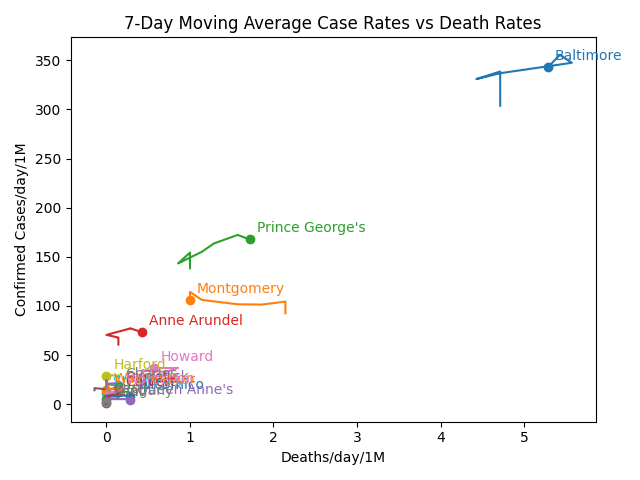 7-Day Moving Average Case Rates vs Death Rates
Confirmed Cases/day/1M
350
300
250
200
150
100
50
0
Baltimore
Prince George's
Montgomery
Anne Arundel
Howard
Harford
Queen Anne's
0
1
2
3
4
5
Deaths/day/1M